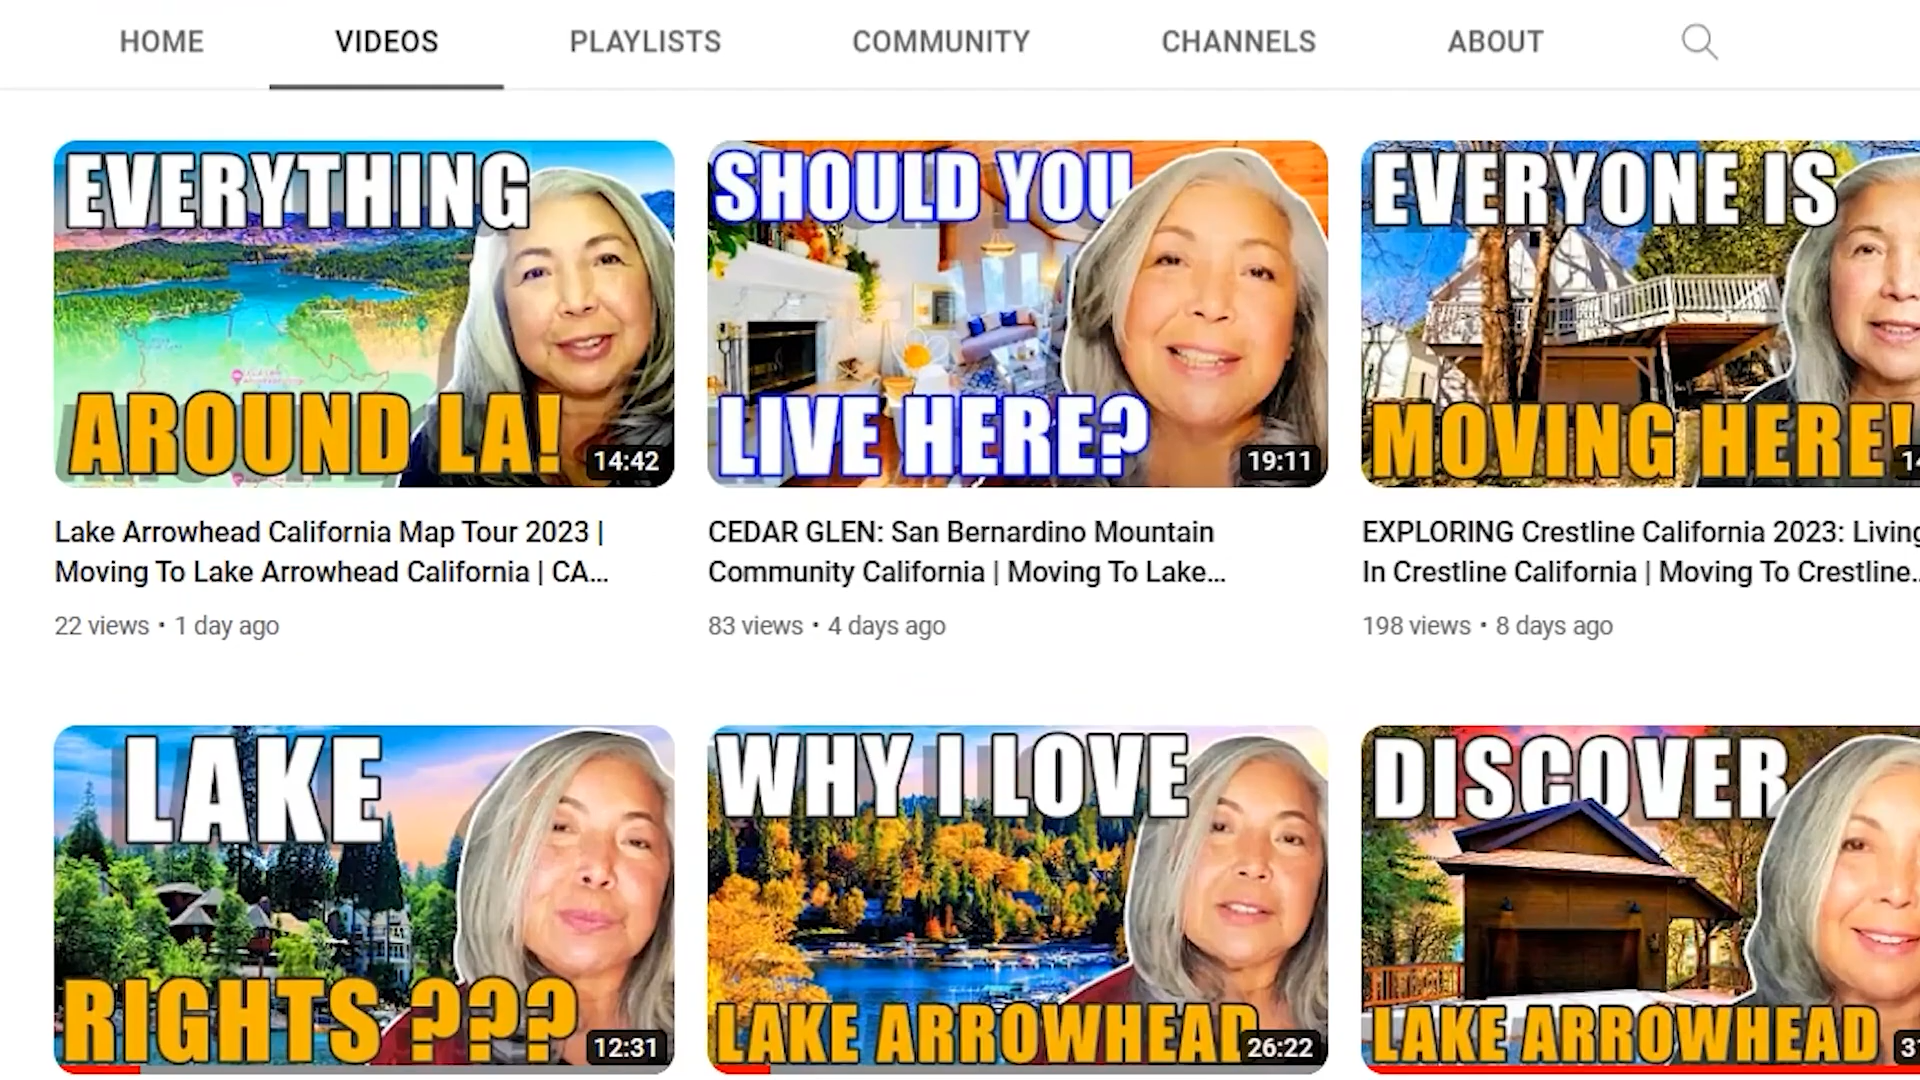 HOME VIDEOS PLAYLISTS COMMUNITY CHANNELS ABOUT
EVERYTHING
AROUND LA!
14:42
SHOULD YOU
LIVE HERE?
19:11
EVERYONE IS
MOVING HERE!
Lake Arrowhead California Map Tour 2023 |
Moving To Lake Arrowhead California | CA...
22 views • 1 day ago
CEDAR GLEN: San Bernardino Mountain
Community California | Moving To Lake...
83 views • 4 days ago
EXPLORING Crestline California 2023: Living
In Crestline California | Moving To Crestline...
198 views • 8 days ago
LAKE
RIGHTS ???
12:31
WHY I LOVE
LAKE ARROWHEAD
26:22
DISCOVER
LAKE ARROWHEAD